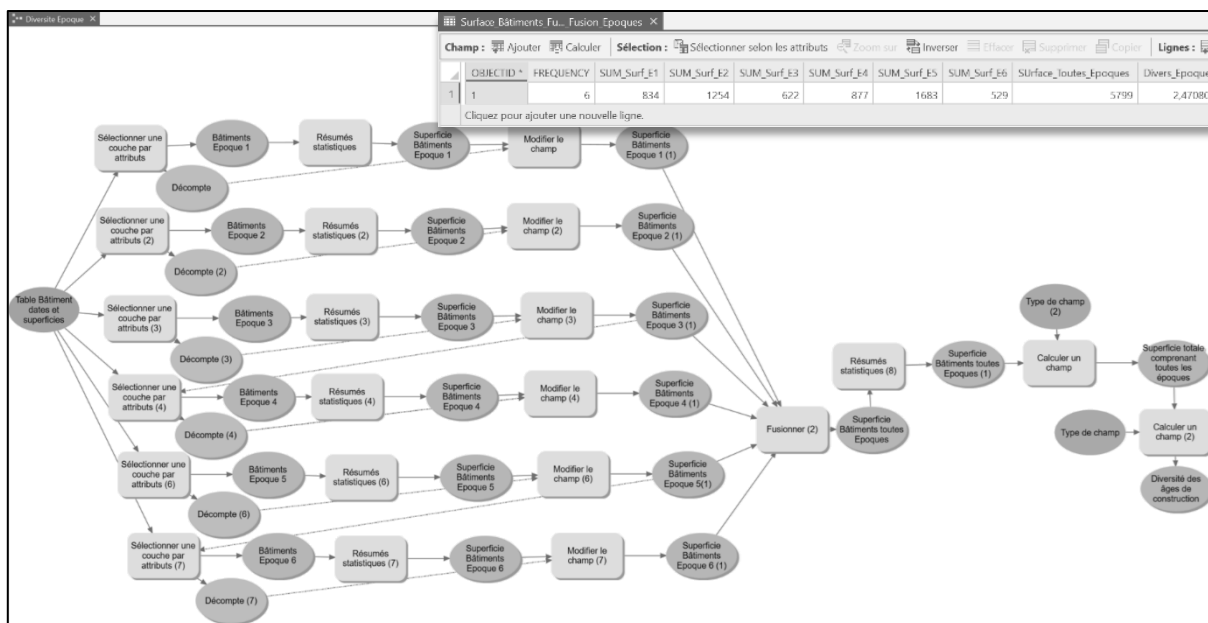 Diversite Epoque
Surface Bâtiments Fu... Fusion Epoques
Champ : Ajouter Calculer Sélection : Sélectionner selon les attributs Zoom sur Inverser Effacer Supprimer Copier Lignes :
OBJECTID * FREQUENCY SUM_Surf_E1 SUM_Surf_E2 SUM_Surf_E3 SUM_Surf_E4 SUM_Surf_E5 SUM_Surf_E6 SUrface_Toutes_Epoques Divers_Epoque
1 1 6 834 1254 622 877 1683 529 5799 2,47080
Cliquez pour ajouter une nouvelle ligne.
Sélectionner une
couche par
attributs
Bâtiments
Epoque 1
Résumés
statistiques
Superficie
Bâtiments
Epoque 1
Modifier le
champ
Superficie
Bâtiments
Epoque 1 (1)
Décompte
Sélectionner une
couche par
attributs (2)
Bâtiments
Epoque 2
Résumés
statistiques (2)
Superficie
Bâtiments
Epoque 2
Modifier le
champ (2)
Superficie
Bâtiments
Epoque 2 (1)
Décompte (2)
Table Bâtiment
dates et
superficies
Sélectionner une
couche par
attributs (3)
Bâtiments
Epoque 3
Résumés
statistiques (3)
Superficie
Bâtiments
Epoque 3
Modifier le
champ (3)
Superficie
Bâtiments
Epoque 3 (1)
Décompte (3)
Sélectionner une
couche par
attributs (4)
Bâtiments
Epoque 4
Résumés
statistiques (4)
Superficie
Bâtiments
Epoque 4
Modifier le
champ (4)
Superficie
Bâtiments
Epoque 4 (1)
Décompte (4)
Sélectionner une
couche par
attributs (6)
Bâtiments
Epoque 5
Résumés
statistiques (6)
Superficie
Bâtiments
Epoque 5
Modifier le
champ (6)
Superficie
Bâtiments
Epoque 5(1)
Décompte (6)
Sélectionner une
couche par
attributs (7)
Bâtiments
Epoque 6
Résumés
statistiques (7)
Superficie
Bâtiments
Epoque 6
Modifier le
champ (7)
Superficie
Bâtiments
Epoque 6 (1)
Décompte (7)
Fusionner (2)
Superficie
Bâtiments toutes
Epoques
Résumés
statistiques (8)
Superficie
Bâtiments toutes
Epoques (1)
Type de champ
(2)
Calculer un
champ
Superficie totale
comprenant
toutes les
époques
Type de champ
Calculer un
champ (2)
Diversité des
âges de
construction